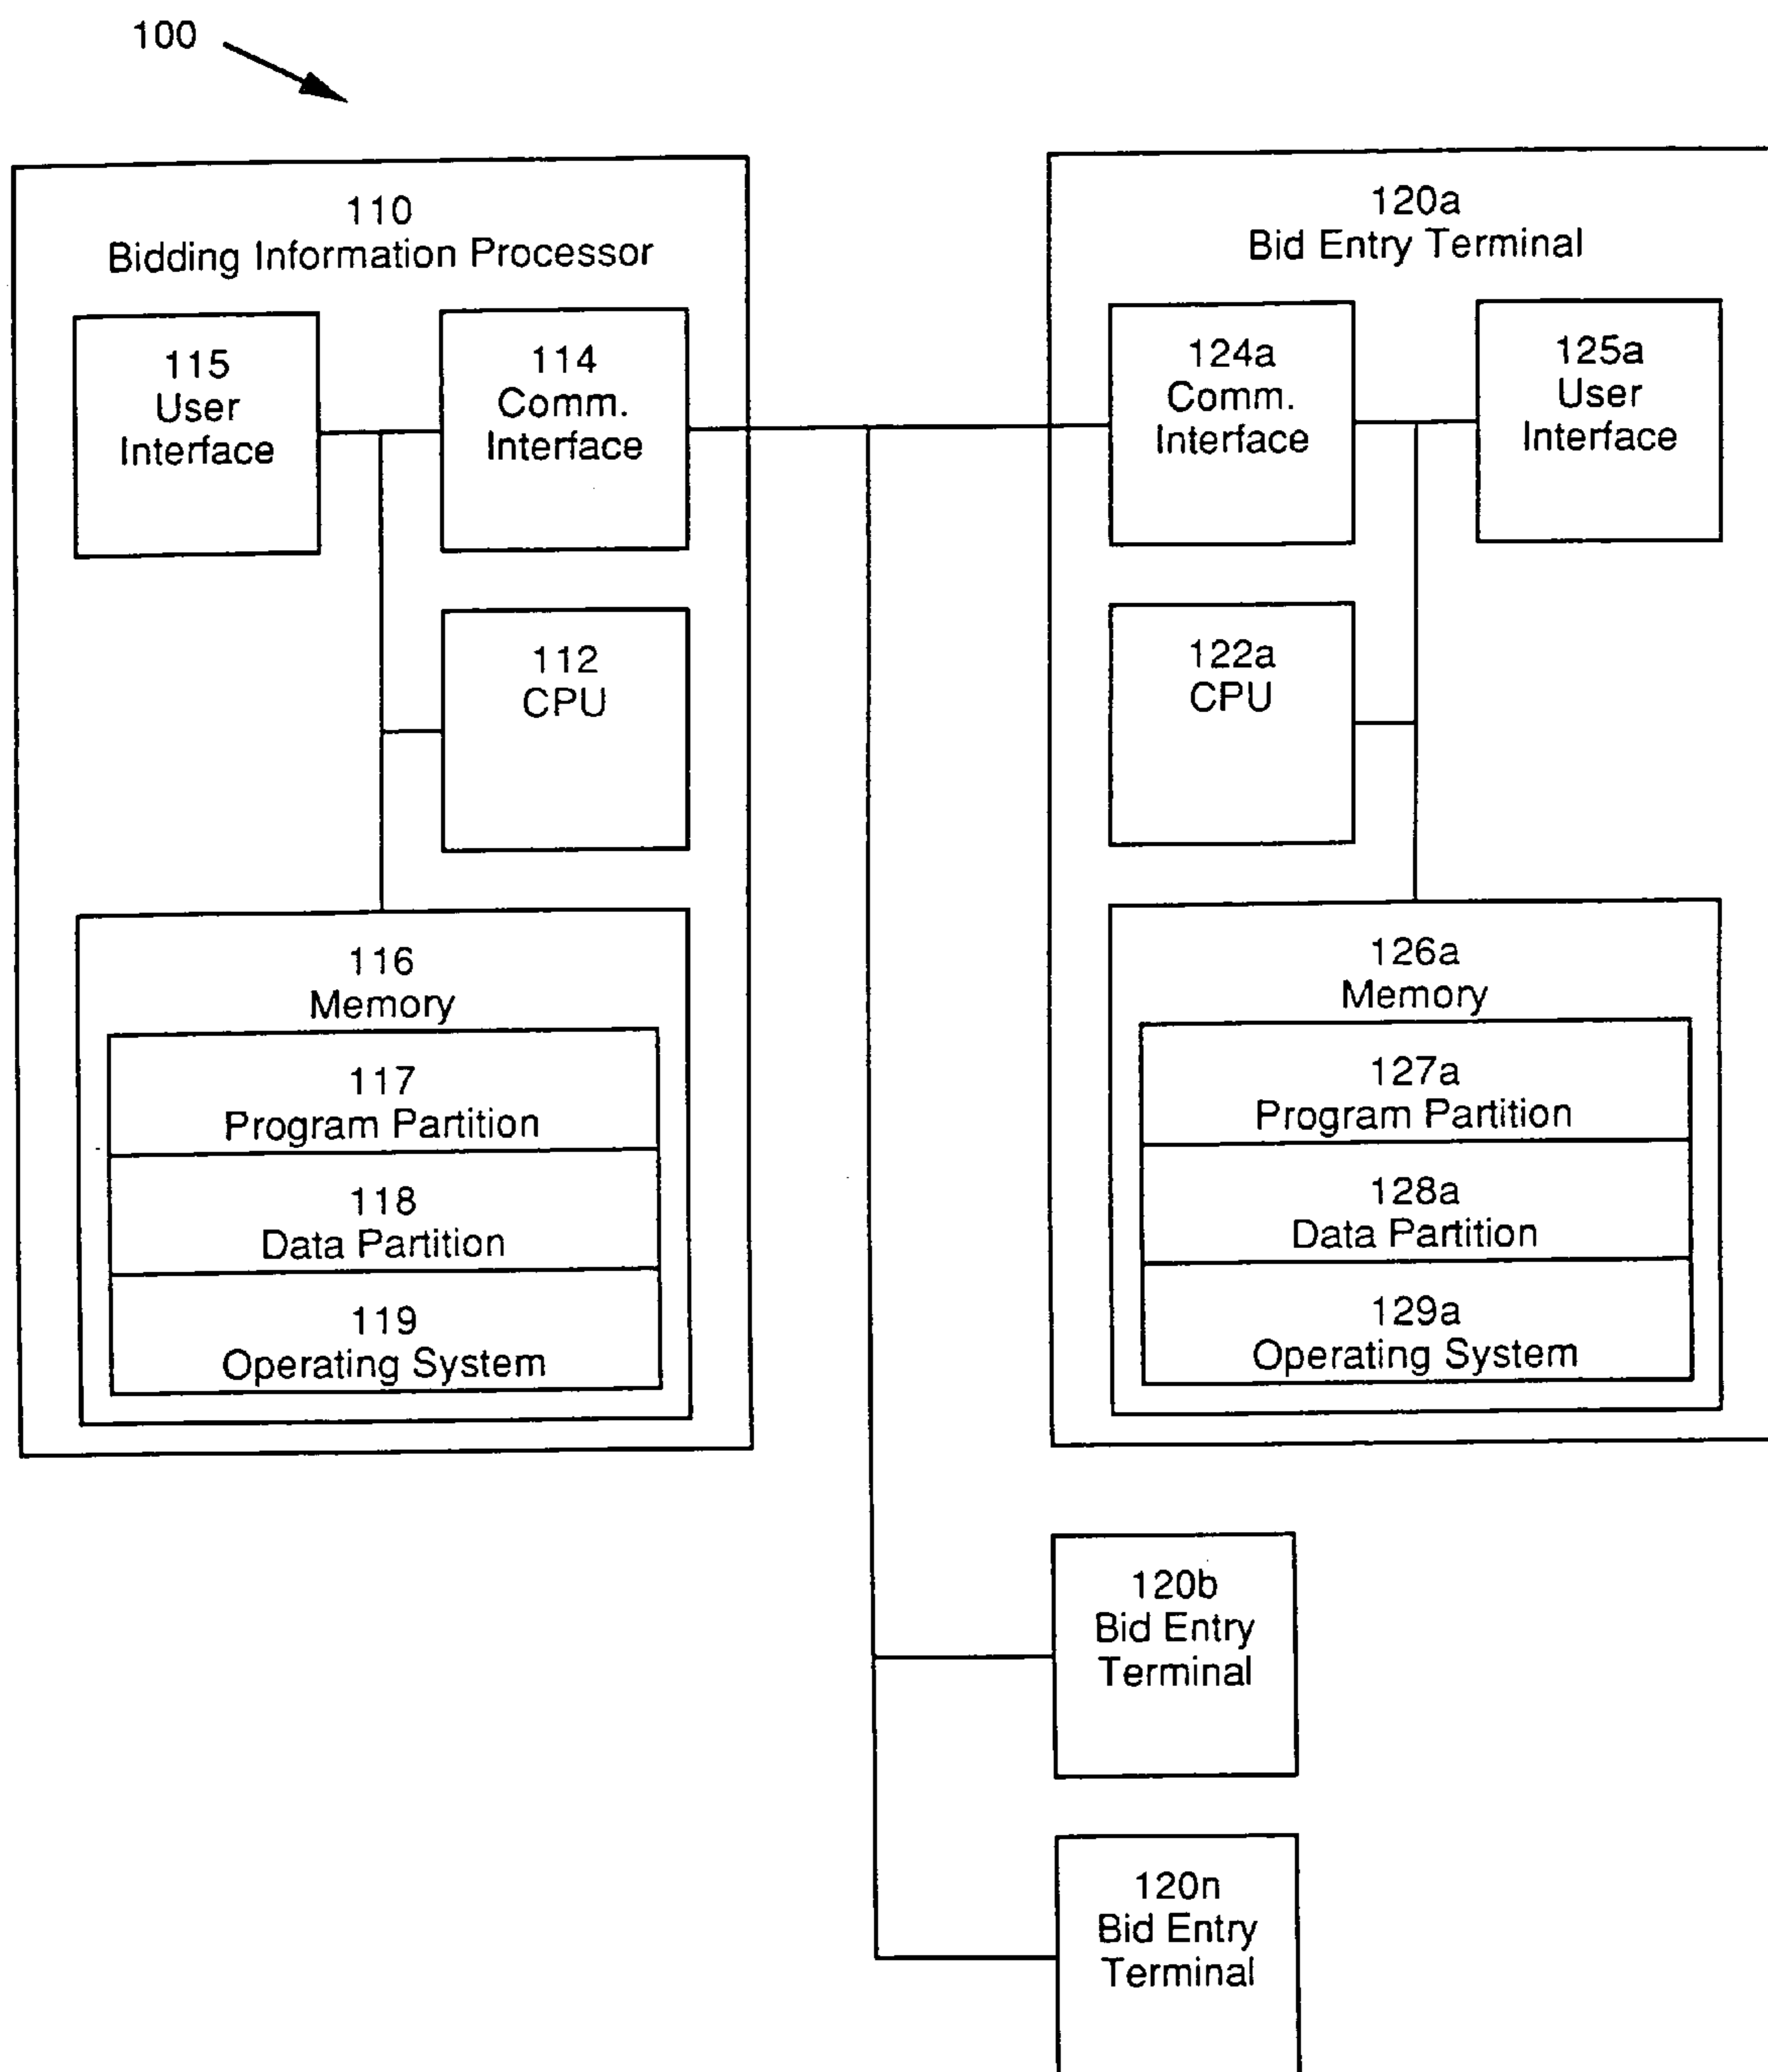 100
110
Bidding Information Processor
115
User
Interface
114
Comm.
Interface
112
CPU
116
Memory
117
Program Partition
118
Data Partition
119
Operating System
120a
Bid Entry Terminal
124a
Comm.
Interface
125a
User
Interface
122a
CPU
126a
Memory
127a
Program Partition
128a
Data Partition
129a
Operating System
120b
Bid Entry
Terminal
120n
Bid Entry
Terminal